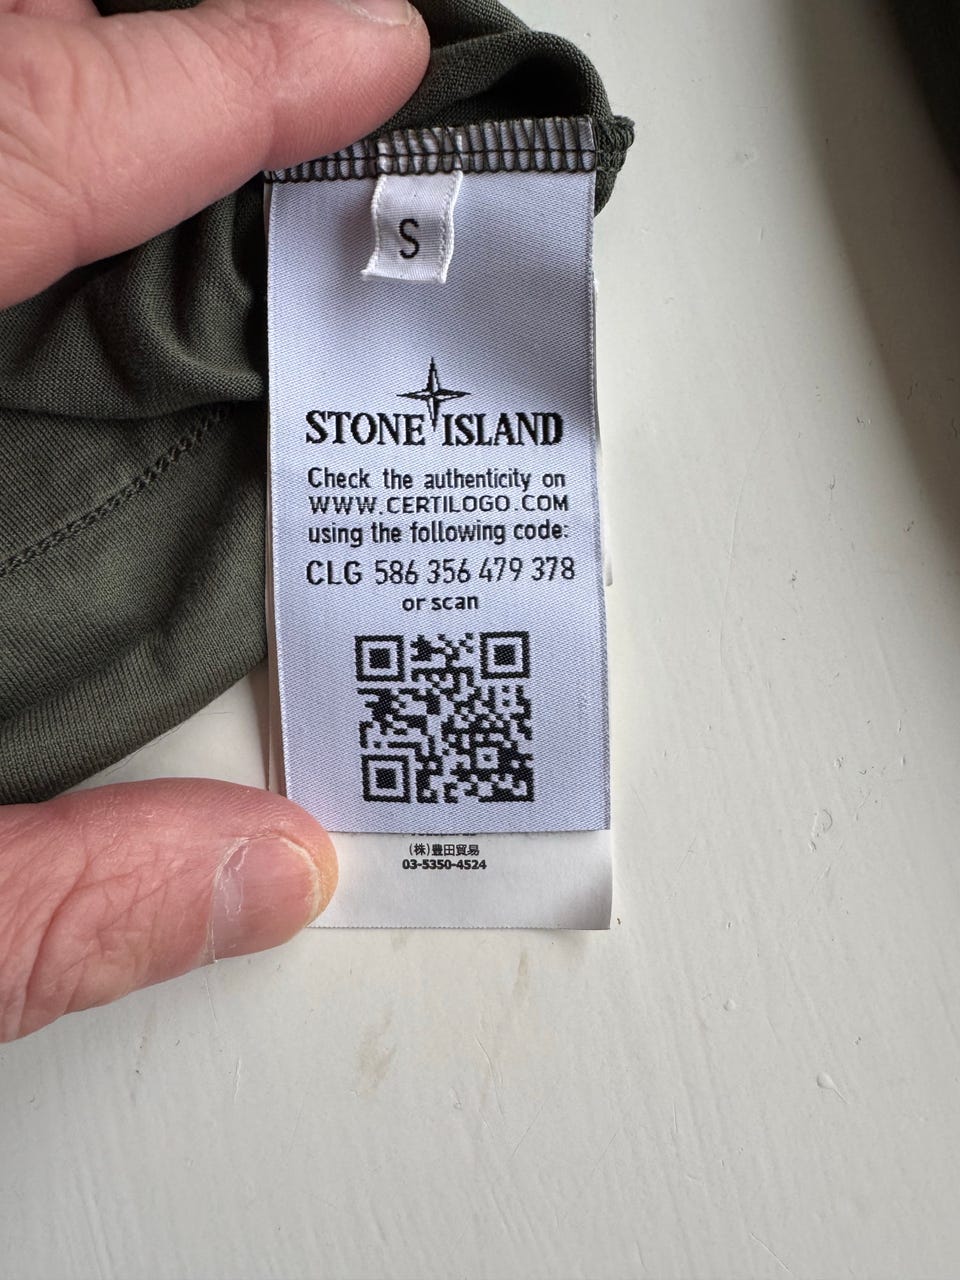 S
STONE ISLAND
Check the authenticity on
WWW.CERTILOGO.COM
using the following code:
CLG 586 356 479 378
or scan
(株)豊田貿易
03-5350-4524